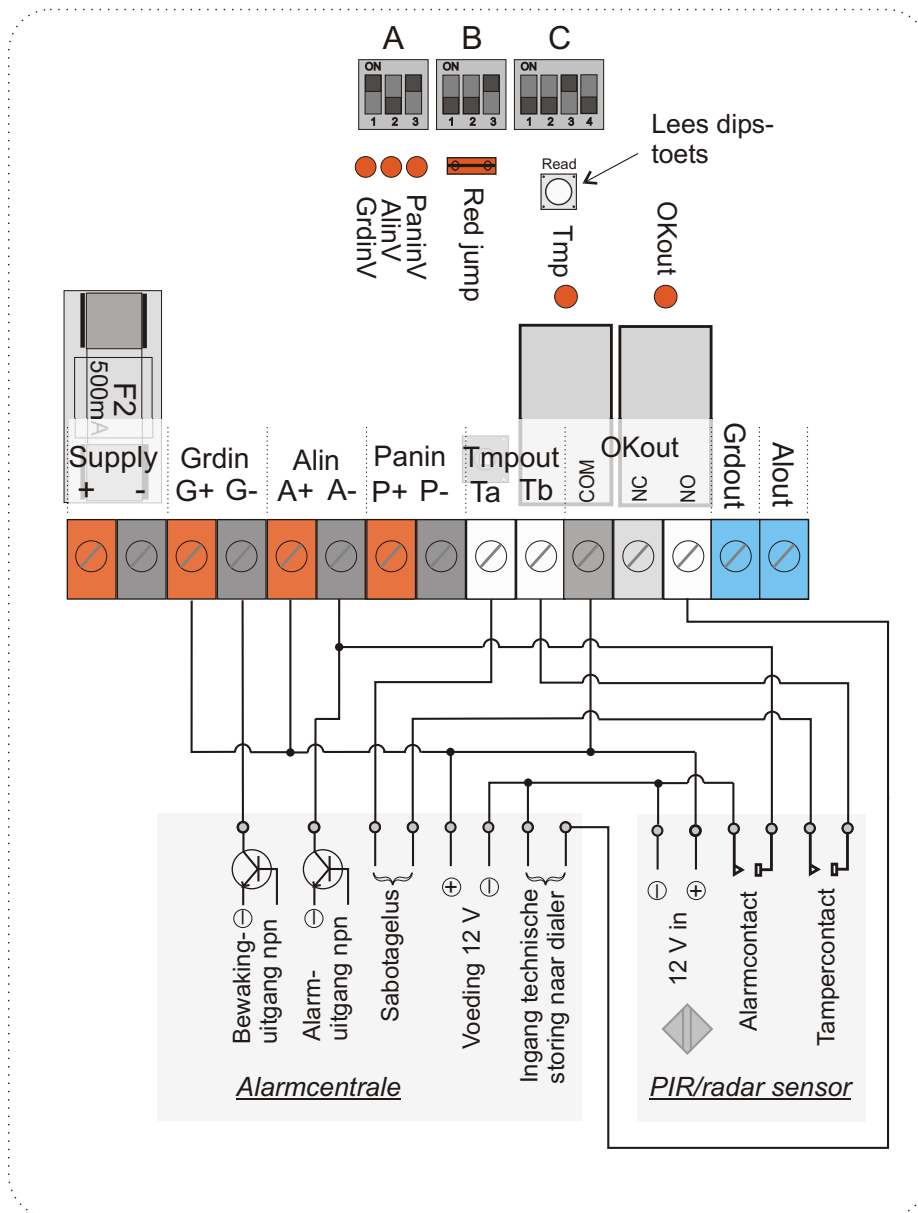 A B C
ON ON ON
1 2 3 1 2 3 1 2 3 4
Lees dips-
toets
Read
GrdinV
AlinV
PaninV
Red jump
Tmp
OKout
F2
500mA
Supply Grdin Alin Panin Tmpout OKout Grdout Alout
+ - G+ G- A+ A- P+ P- Ta Tb COM NC NO
Bewaking-
uitgang npn
Alarm-
uitgang npn
Sabotagelus
+ -
Voeding 12 V
Ingang technische
storing naar dialer
- +
12 V in
Alarmcontact
Tampercontact
Alarmcentrale
PIR/radar sensor